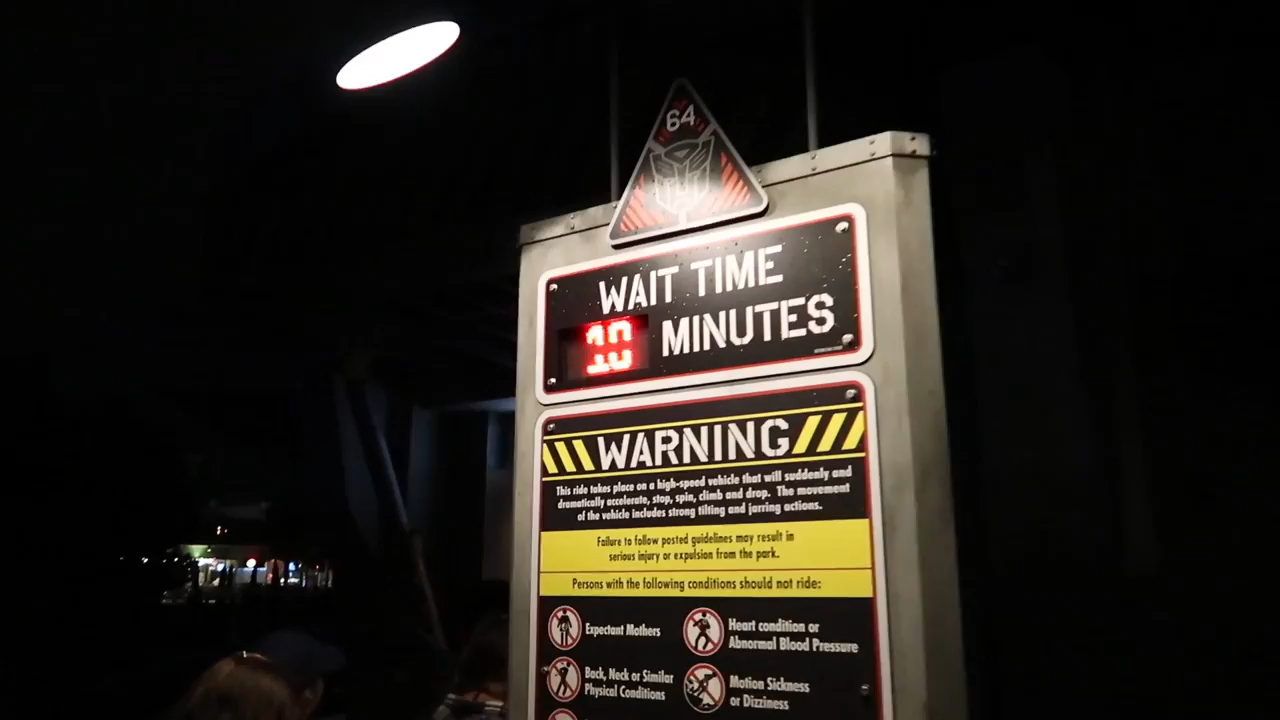 64
WAIT TIME
10 MINUTES
WARNING
This ride takes place on a high-speed vehicle that will suddenly and
dramatically accelerate, stop, spin, climb and drop. The movement
of the vehicle includes strong tilting and jarring actions.
Failure to follow posted guidelines may result in
serious injury or expulsion from the park.
Persons with the following conditions should not ride:
Expectant Mothers
Heart condition or
Abnormal Blood Pressure
Back, Neck or Similar
Physical Conditions
Motion Sickness
or Dizziness